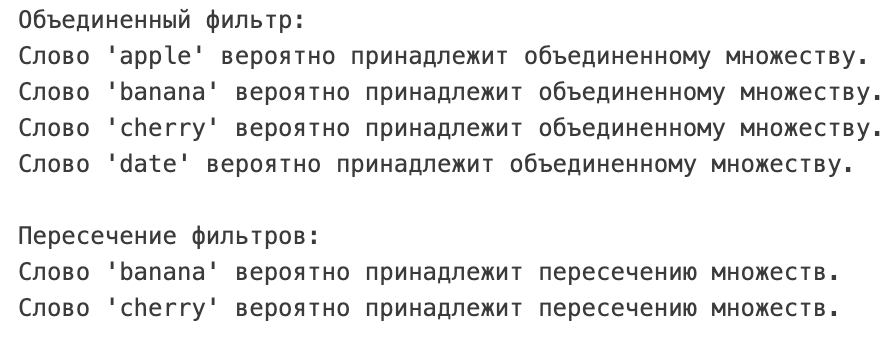 Объединенный фильтр:
Слово 'apple' вероятно принадлежит объединенному множеству.
Слово 'banana' вероятно принадлежит объединенному множеству.
Слово 'cherry' вероятно принадлежит объединенному множеству.
Слово 'date' вероятно принадлежит объединенному множеству.

Пересечение фильтров:
Слово 'banana' вероятно принадлежит пересечению множеств.
Слово 'cherry' вероятно принадлежит пересечению множеств.